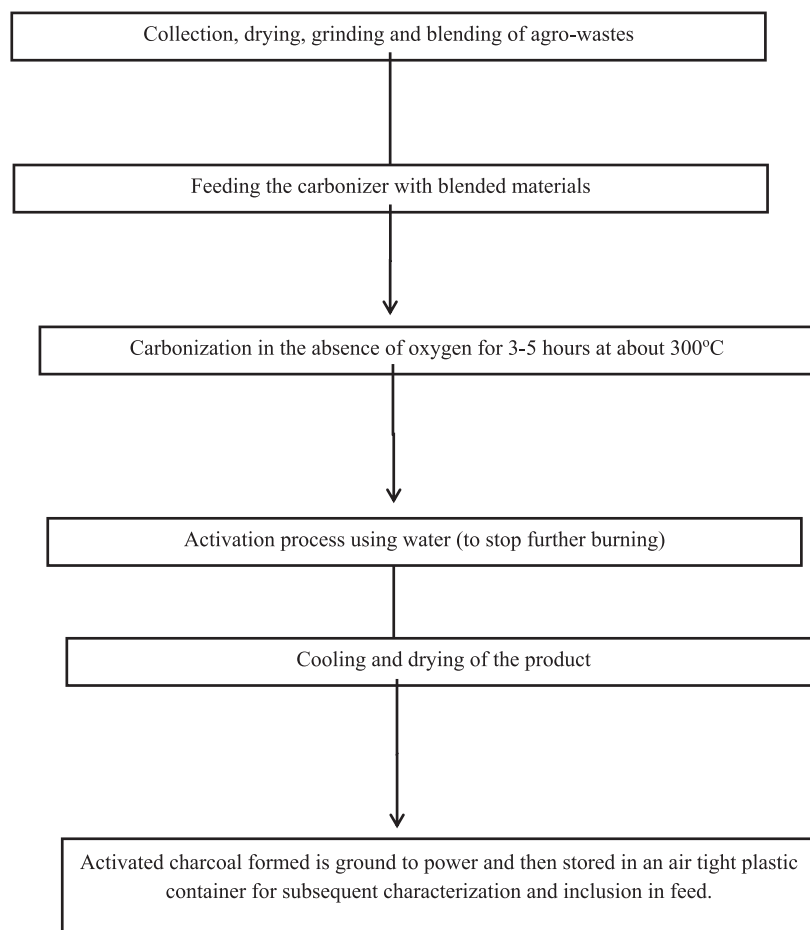 Collection, drying, grinding and blending of agro-wastes
Feeding the carbonizer with blended materials
Carbonization in the absence of oxygen for 3-5 hours at about 300ºC
Activation process using water (to stop further burning)
Cooling and drying of the product
Activated charcoal formed is ground to power and then stored in an air tight plastic
container for subsequent characterization and inclusion in feed.